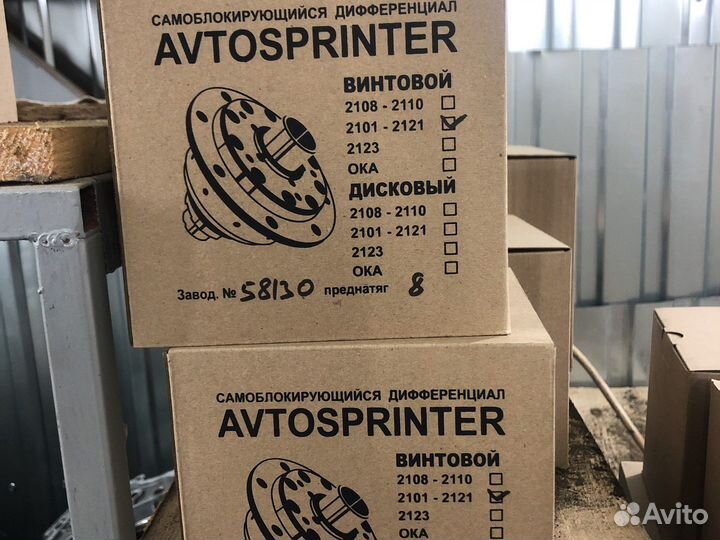 САМОБЛОКИРУЮЩИЙСЯ ДИФФЕРЕНЦИАЛ
AVTOSPRINTER
ВИНТОВОЙ
2108 - 2110
2101 - 2121
2123
ОКА
ДИСКОВЫЙ
2108 - 2110
2101 - 2121
2123
ОКА
Завод. № 58130 преднатяг 8
САМОБЛОКИРУЮЩИЙСЯ ДИФФЕРЕНЦИАЛ
AVTOSPRINTER
ВИНТОВОЙ
2108 - 2110
2101 - 2121
2123
ОКА
Avito